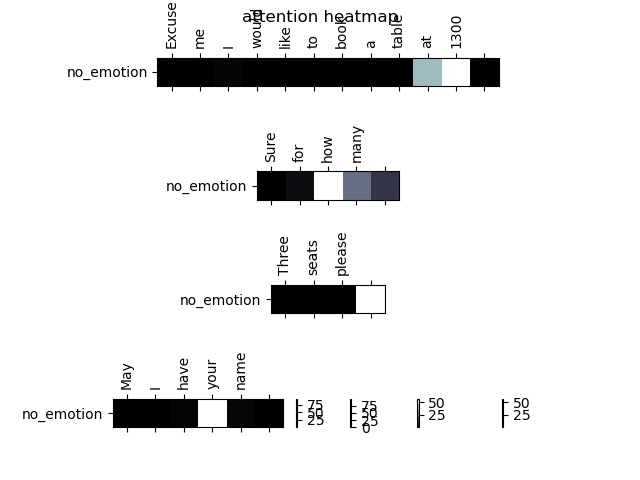 attention heatmap
Excuse me I would like to book a table at 1300
no_emotion
Sure for how many
no_emotion
Three seats please
no_emotion
May I have your name
no_emotion
75 50 25
75 50 25 0
50 25
50 25